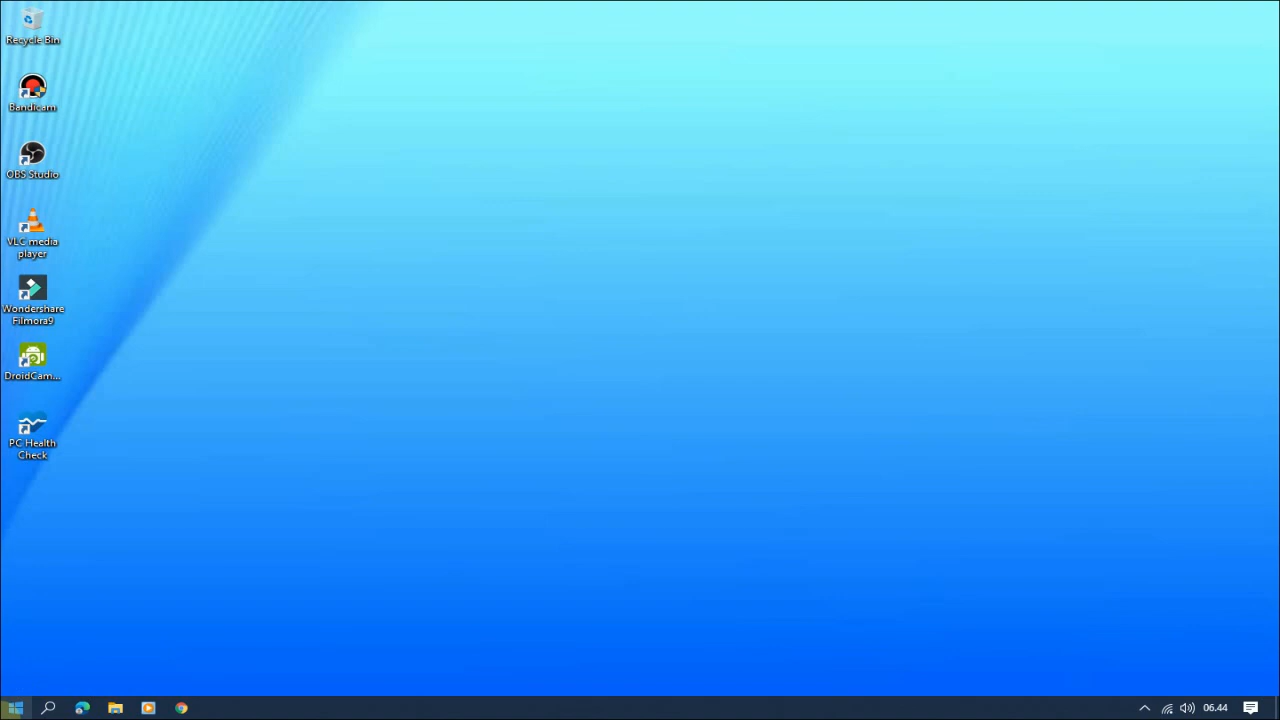 Recycle Bin
Bandicam
OBS Studio
VLC media
player
Wondershare
Filmora9
DroidCam...
PC Health
Check
06.44